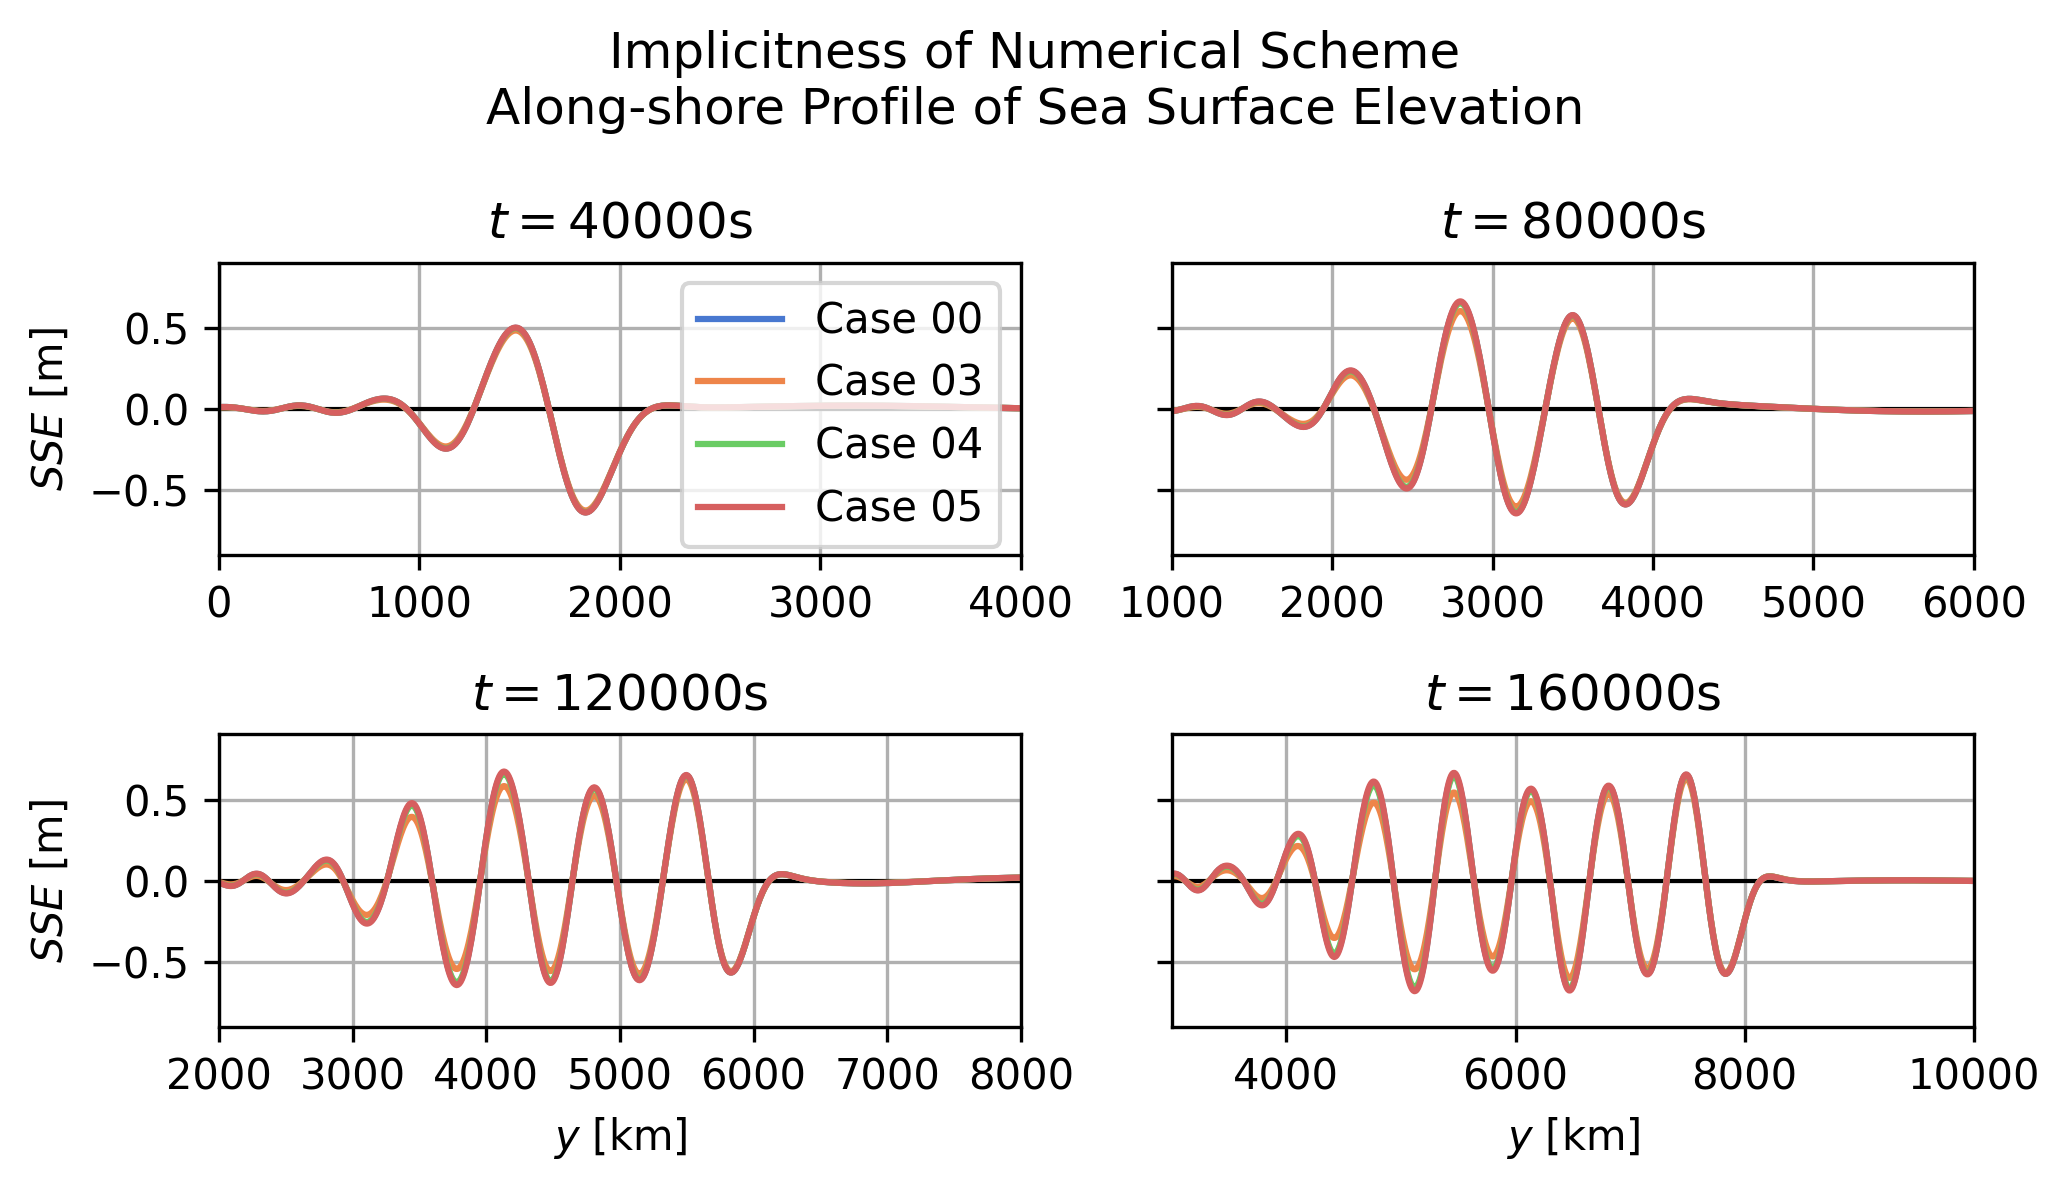 Implicitness of Numerical Scheme
Along-shore Profile of Sea Surface Elevation
t = 40000s
t = 80000s
SSE [m]
0.5
0.0
−0.5
Case 00
Case 03
Case 04
Case 05
0 1000 2000 3000 4000
1000 2000 3000 4000 5000 6000
t = 120000s
t = 160000s
SSE [m]
0.5
0.0
−0.5
2000 3000 4000 5000 6000 7000 8000
4000 6000 8000 10000
y [km]
y [km]